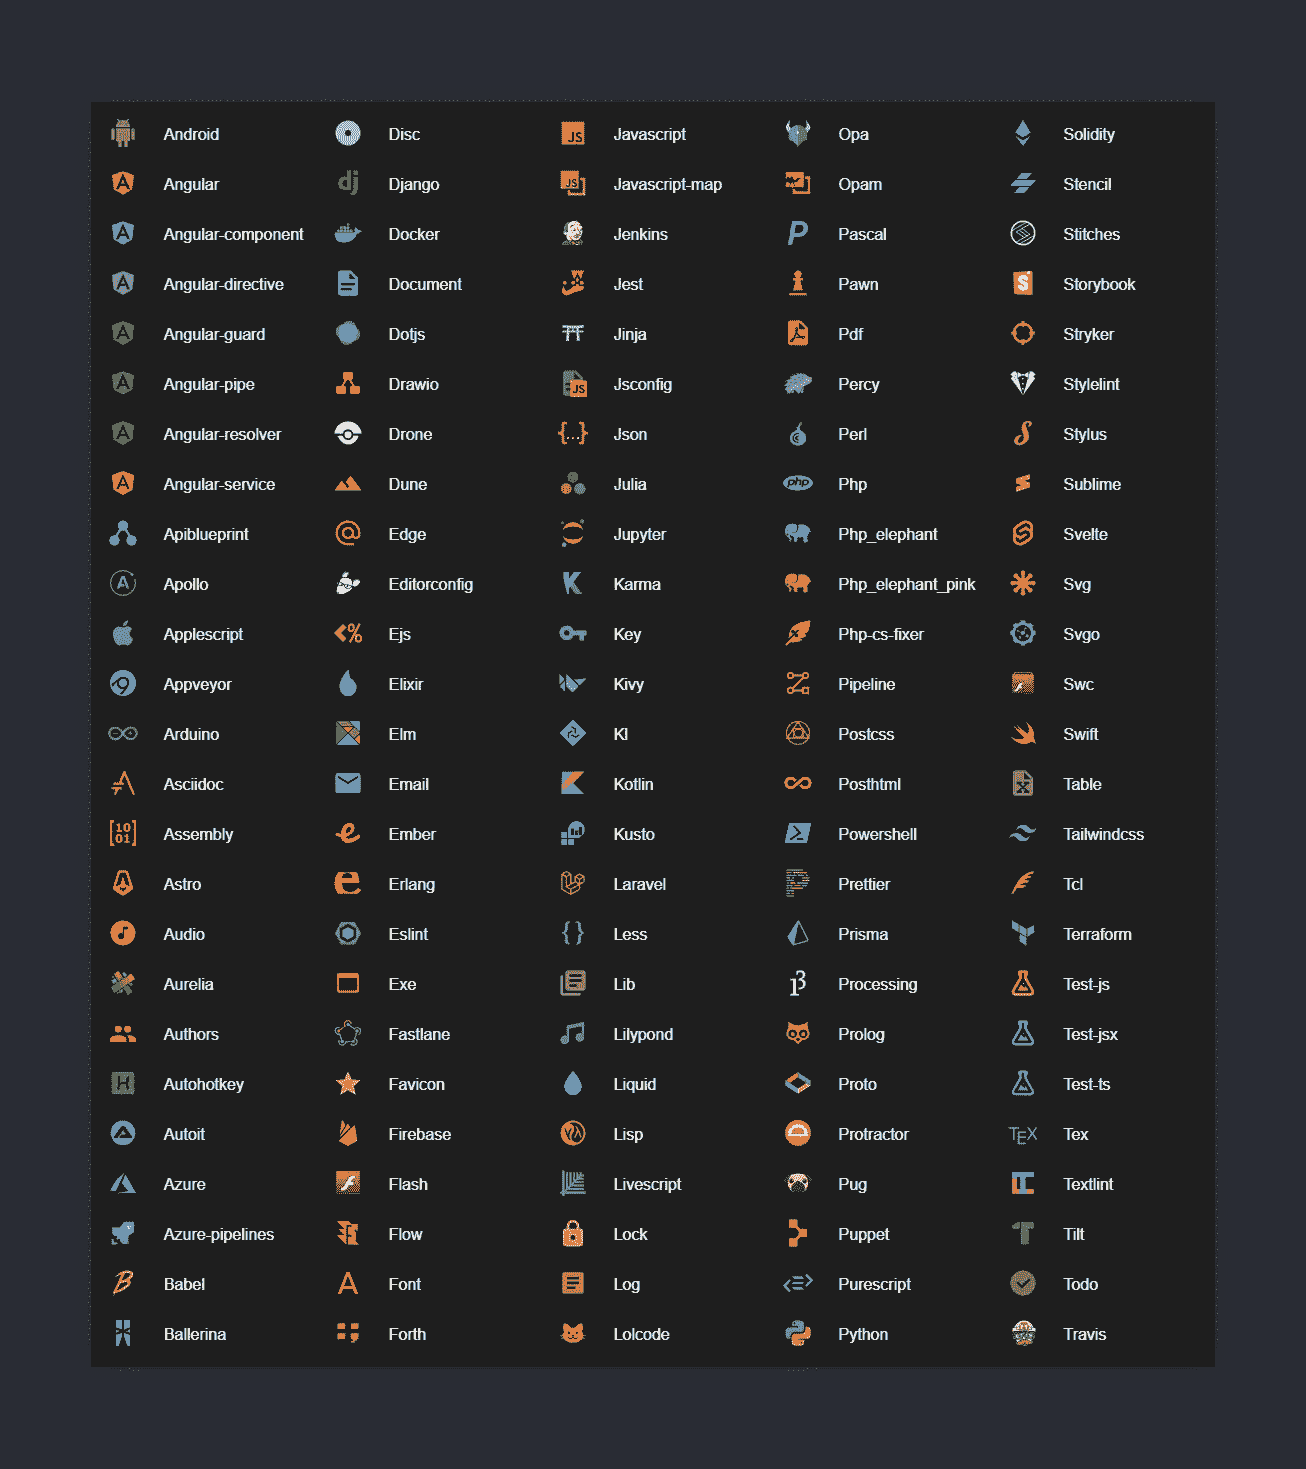 Android Disc Javascript Opa Solidity
Angular Django Javascript-map Opam Stencil
Angular-component Docker Jenkins Pascal Stitches
Angular-directive Document Jest Pawn Storybook
Angular-guard Dotjs Jinja Pdf Stryker
Angular-pipe Drawio Jsconfig Percy Stylelint
Angular-resolver Drone Json Perl Stylus
Angular-service Dune Julia Php Sublime
Apiblueprint Edge Jupyter Php_elephant Svelte
Apollo Editorconfig Karma Php_elephant_pink Svg
Applescript Ejs Key Php-cs-fixer Svgo
Appveyor Elixir Kivy Pipeline Swc
Arduino Elm Kl Postcss Swift
Asciidoc Email Kotlin Posthtml Table
Assembly Ember Kusto Powershell Tailwindcss
Astro Erlang Laravel Prettier Tcl
Audio Eslint Less Prisma Terraform
Aurelia Exe Lib Processing Test-js
Authors Fastlane Lilypond Prolog Test-jsx
Autohotkey Favicon Liquid Proto Test-ts
Autoit Firebase Lisp Protractor Tex
Azure Flash Livescript Pug Textlint
Azure-pipelines Flow Lock Puppet Tilt
Babel Font Log Purescript Todo
Ballerina Forth Lolcode Python Travis